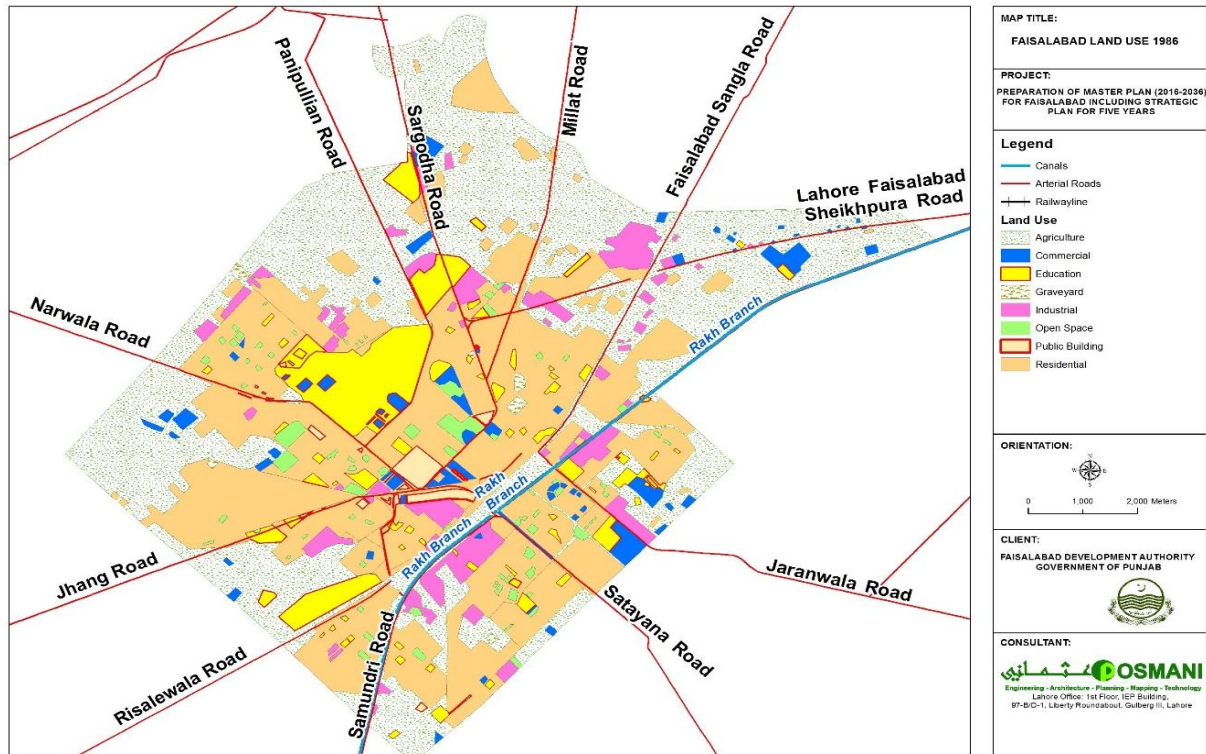 Panipullian Road
Sargodha Road
Millat Road
Faisalabad Sangla Road
Lahore Faisalabad
Sheikhpura Road
Narwala Road
Rakh Branch
Rakh
Branch
Rakh Branch
Jhang Road
Risalewala Road
Samundri Road
Satayana Road
Jaranwala Road
MAP TITLE:
FAISALABAD LAND USE 1986
PROJECT:
PREPARATION OF MASTER PLAN (2016-2036)
FOR FAISALABAD INCLUDING STRATEGIC
PLAN FOR FIVE YEARS
Legend
Canals
Arterial Roads
Railwayline
Land Use
Agriculture
Commercial
Education
Graveyard
Industrial
Open Space
Public Building
Residential
ORIENTATION:
N
W E
S
0 1,000 2,000 Meters
CLIENT:
FAISALABAD DEVELOPMENT AUTHORITY
GOVERNMENT OF PUNJAB
CONSULTANT:
عثمانی OSMANI
Engineering - Architecture - Planning - Mapping - Technology
Lahore Office: 1st Floor, IEP Building,
97-B/D-1, Liberty Roundabout, Gulberg III, Lahore